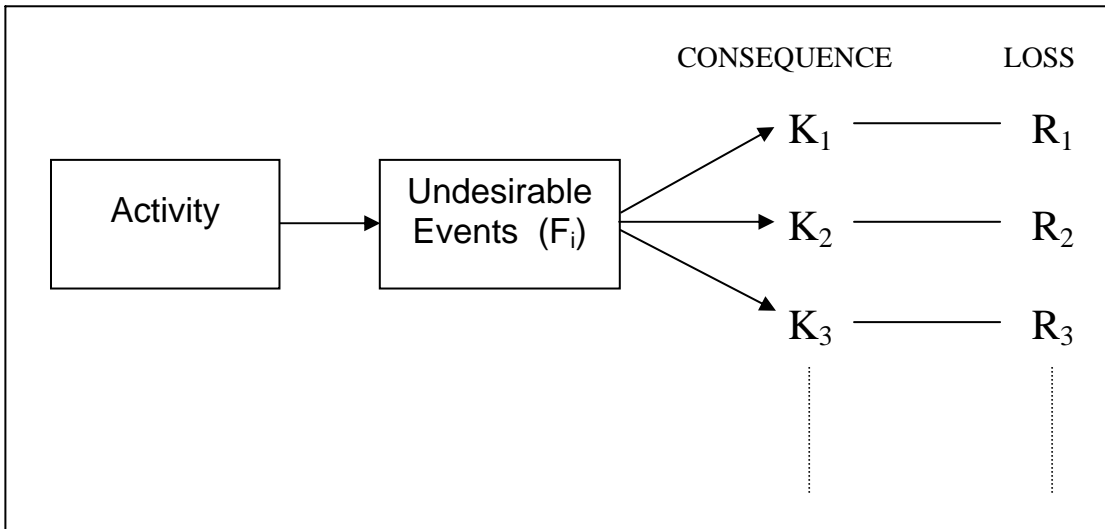 CONSEQUENCE LOSS
K₁ R₁
Activity
Undesirable
Events (Fᵢ)
K₂ R₂
K₃ R₃